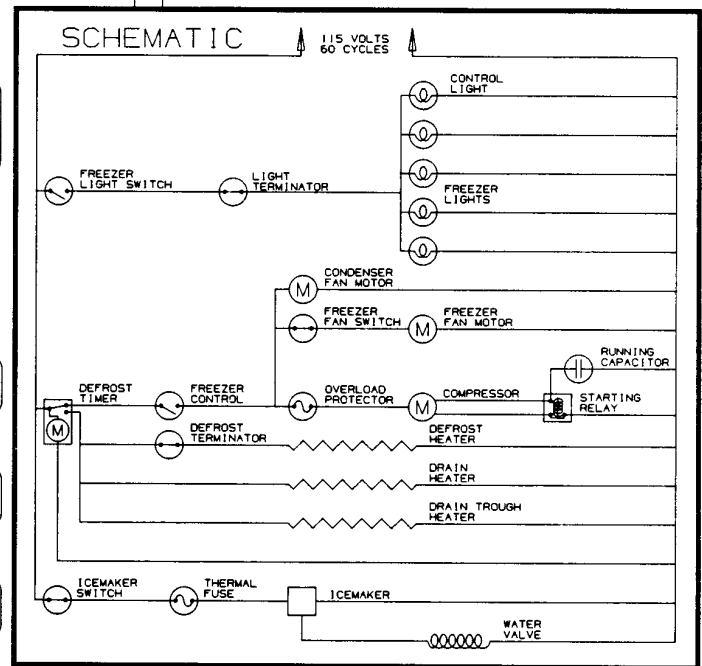 SCHEMATIC
115 VOLTS
60 CYCLES
CONTROL
LIGHT
FREEZER
LIGHT SWITCH
LIGHT
TERMINATOR
FREEZER
LIGHTS
CONDENSER
FAN MOTOR
M
FREEZER
FAN SWITCH
M
FREEZER
FAN MOTOR
RUNNING
CAPACITOR
DEFROST
TIMER
FREEZER
CONTROL
OVERLOAD
PROTECTOR
M
COMPRESSOR
STARTING
RELAY
M
DEFROST
TERMINATOR
DEFROST
HEATER
DRAIN
HEATER
DRAIN TROUGH
HEATER
ICEMAKER
SWITCH
THERMAL
FUSE
ICEMAKER
WATER
VALVE